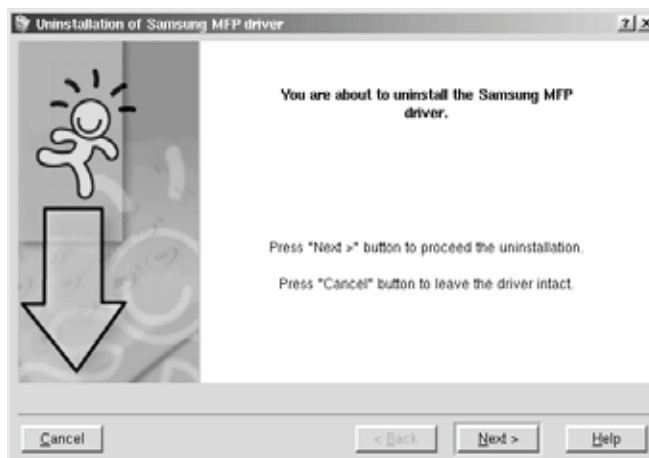 Uninstallation of Samsung MFP driver
You are about to uninstall the Samsung MFP
driver.
Press "Next >" button to proceed the uninstallation.
Press "Cancel" button to leave the driver intact.
Cancel
< Back
Next >
Help